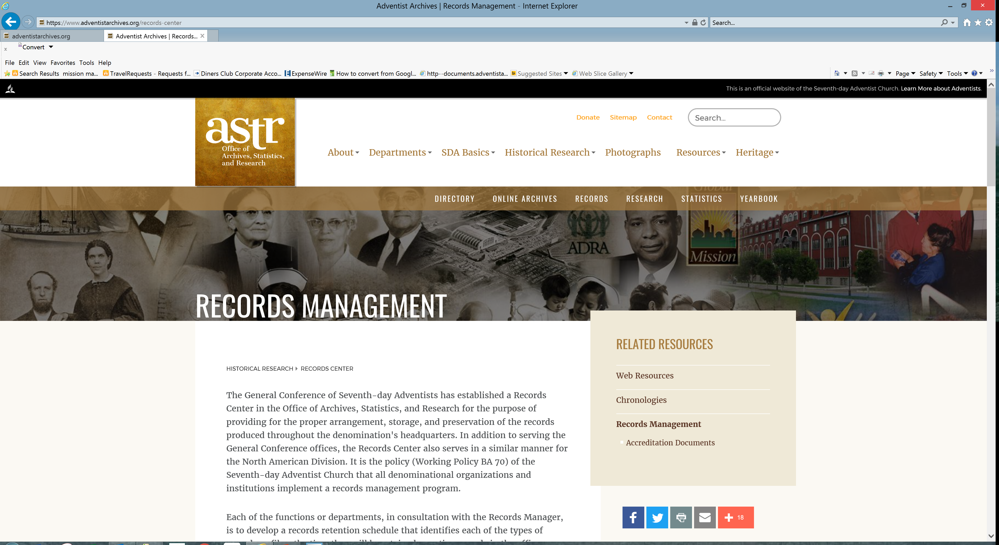 Adventist Archives | Records Management - Internet Explorer
https://www.adventistarchives.org/records-center
Search...
adventistarchives.org
Adventist Archives | Records...
x Convert
File Edit View Favorites Tools Help
Search Results mission ma... TravelRequests - Requests f... Diners Club Corporate Acco... ExpenseWire How to convert from Googl... http--documents.adventista... Suggested Sites Web Slice Gallery Page Safety Tools
This is an official website of the Seventh-day Adventist Church. Learn More about Adventists.
astr
Office of
Archives, Statistics,
and Research
Donate Sitemap Contact Search...
About Departments SDA Basics Historical Research Photographs Resources Heritage
Global
DIRECTORY ONLINE ARCHIVES RECORDS RESEARCH STATISTICS YEARBOOK
ADRA
Mission
RECORDS MANAGEMENT
HISTORICAL RESEARCH RECORDS CENTER
The General Conference of Seventh-day Adventists has established a Records
Center in the Office of Archives, Statistics, and Research for the purpose of
providing for the proper arrangement, storage, and preservation of the records
produced throughout the denomination's headquarters. In addition to serving the
General Conference offices, the Records Center also serves in a similar manner for
the North American Division. It is the policy (Working Policy BA 70) of the
Seventh-day Adventist Church that all denominational organizations and
institutions implement a records management program.
Each of the functions or departments, in consultation with the Records Manager,
is to develop a records retention schedule that identifies each of the types of
RELATED RESOURCES
Web Resources
Chronologies
Records Management
Accreditation Documents
18